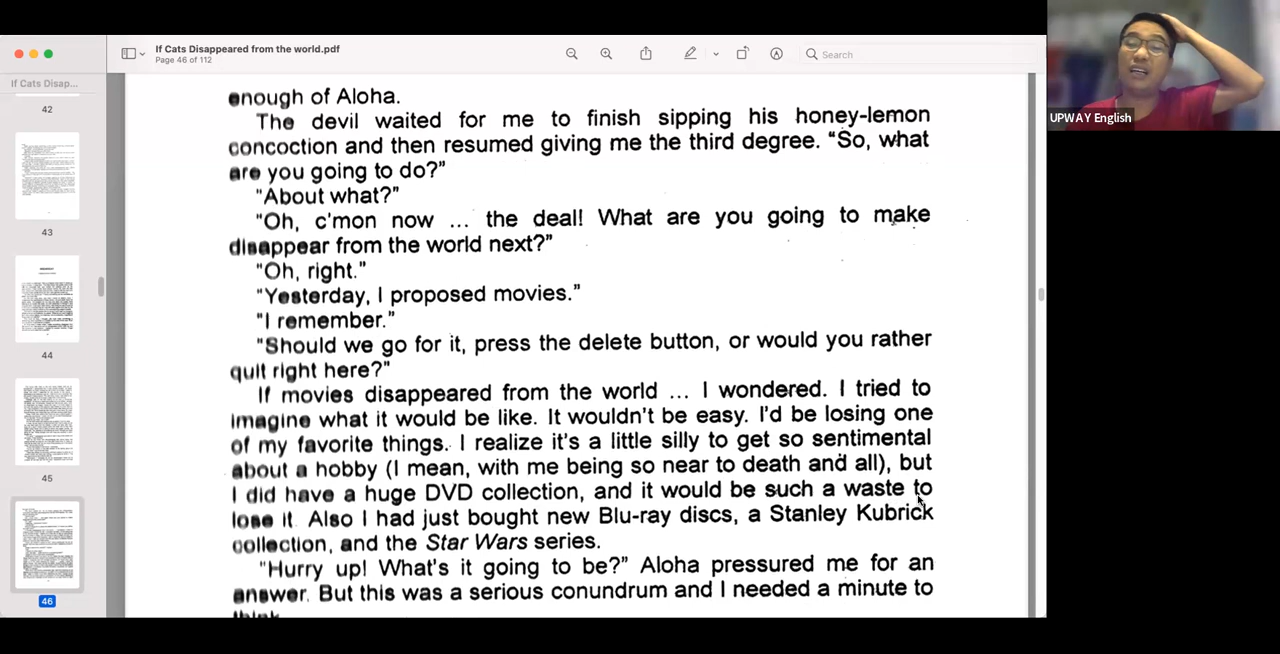 If Cats Disappeared from the world.pdf
Page 46 of 112
Search
If Cats Disap...
42
43
44
45
46
enough of Aloha.
The devil waited for me to finish sipping his honey-lemon
concoction and then resumed giving me the third degree. “So, what
are you going to do?”
“About what?”
“Oh, c’mon now ... the deal! What are you going to make
disappear from the world next?”
“Oh, right.”
“Yesterday, I proposed movies.”
“I remember.”
“Should we go for it, press the delete button, or would you rather
quit right here?”
If movies disappeared from the world ... I wondered. I tried to
imagine what it would be like. It wouldn’t be easy. I’d be losing one
of my favorite things. I realize it’s a little silly to get so sentimental
about a hobby (I mean, with me being so near to death and all), but
I did have a huge DVD collection, and it would be such a waste to
lose it. Also I had just bought new Blu-ray discs, a Stanley Kubrick
collection, and the Star Wars series.
“Hurry up! What’s it going to be?” Aloha pressured me for an
answer. But this was a serious conundrum and I needed a minute to
UPWAY English